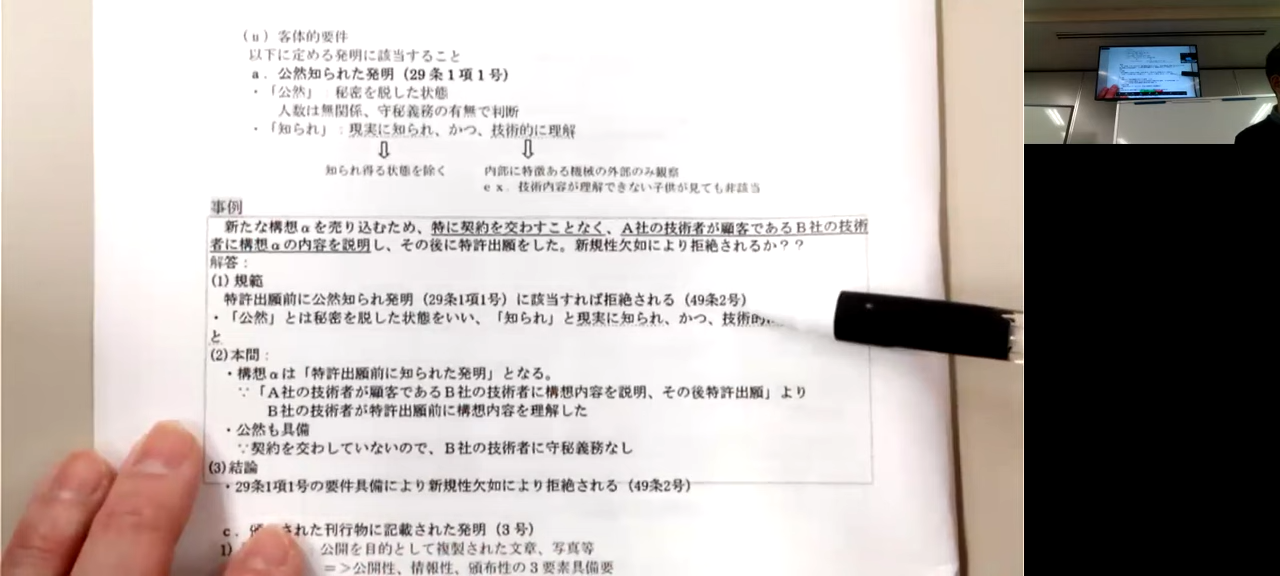 (ⅱ) 客体的要件
以下に定める発明に該当すること
a. 公然知られた発明 (29条1項1号)
・「公然」：秘密を脱した状態
人数は無関係、守秘義務の有無で判断
・「知られ」：現実に知られ、かつ、技術的に理解
⇩ ⇩
知られ得る状態を除く 内部に特徴ある機械の外部のみ観察
ex. 技術内容が理解できない子供が見ても非該当
事例
新たな構想αを売り込むため、特に契約を交わすことなく、A社の技術者が顧客であるB社の技術
者に構想αの内容を説明し、その後に特許出願をした。新規性欠如により拒絶されるか？？
解答：
(1) 規範
特許出願前に公然知られ発明 (29条1項1号) に該当すれば拒絶される (49条2号)
・「公然」とは秘密を脱した状態をいい、「知られ」と現実に知られ、かつ、技術的
と
(2) 本問：
・構想αは「特許出願前に知られた発明」となる。
∵「A社の技術者が顧客であるB社の技術者に構想内容を説明、その後特許出願」より
B社の技術者が特許出願前に構想内容を理解した
・公然も具備
∵契約を交わしていないので、B社の技術者に守秘義務なし
(3) 結論
・29条1項1号の要件具備により新規性欠如により拒絶される (49条2号)
c. 頒 された刊行物に記載された発明 (3号)
1) 公開を目的として複製された文章、写真等
=>公開性、情報性、頒布性の3要素具備要